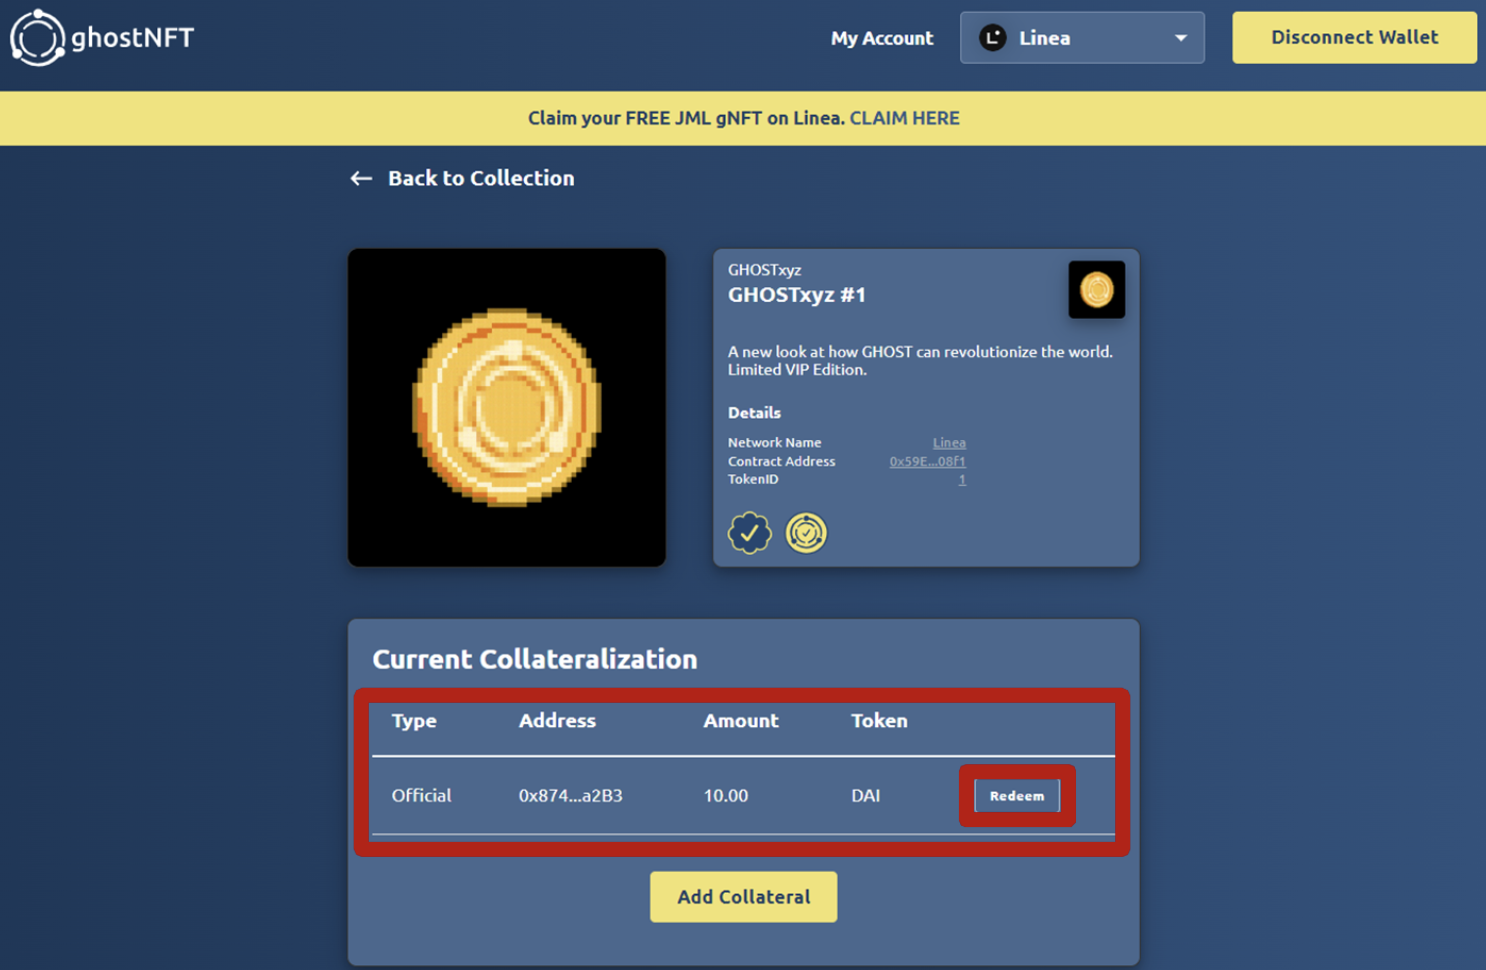 ghostNFT
My Account
Linea
Disconnect Wallet
Claim your FREE JML gNFT on Linea. CLAIM HERE
← Back to Collection
GHOSTxyz
GHOSTxyz #1
A new look at how GHOST can revolutionize the world.
Limited VIP Edition.
Details
Network Name Linea
Contract Address 0x59E...08f1
TokenID 1
Current Collateralization
Type Address Amount Token
Official 0x874...a2B3 10.00 DAI Redeem
Add Collateral